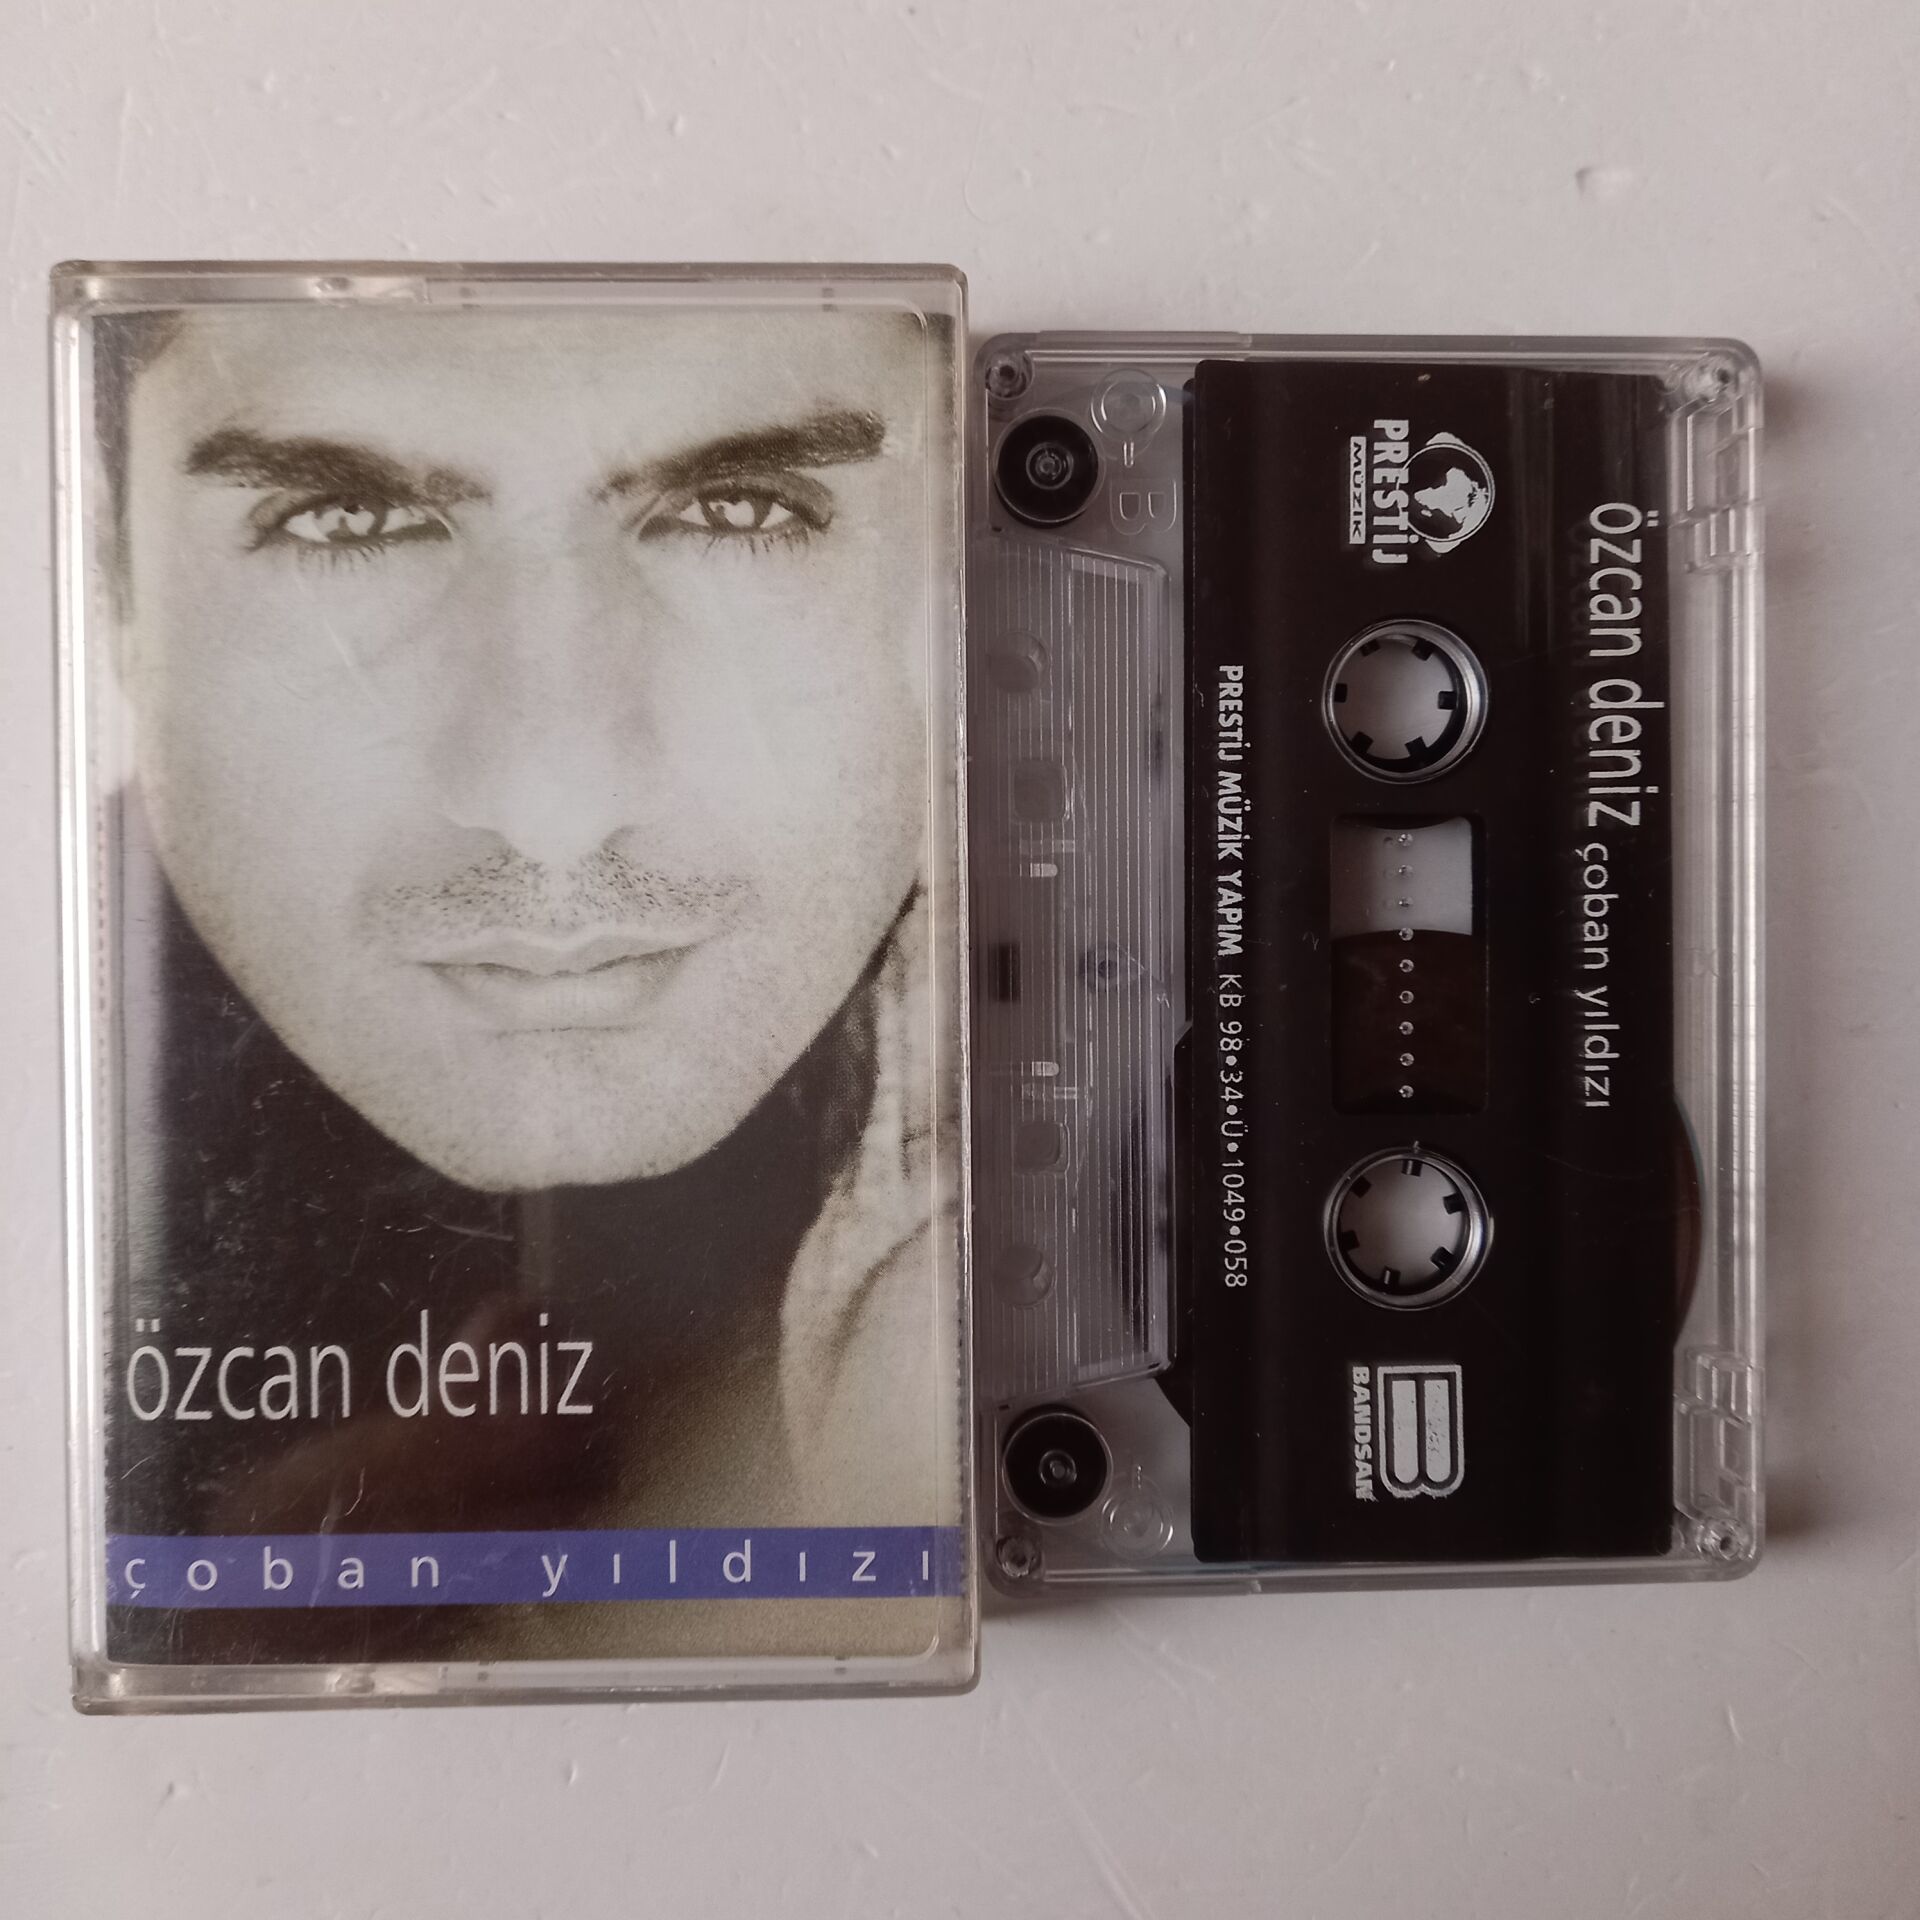 özcan deniz
çoban yıldızı
B
PRESTİJ
MÜZİK
özcan deniz çoban yıldızı
PRESTİJ MÜZİK YAPIM KB 98•34•Ü•1049•058
B
BANDSAN